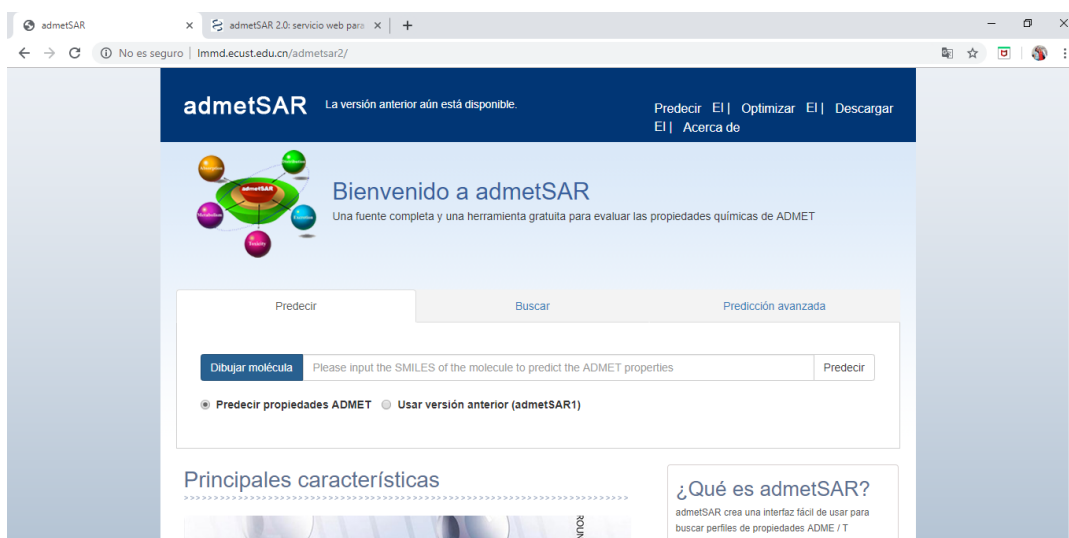 admetSAR
admetSAR 2.0: servicio web para
No es seguro | lmmd.ecust.edu.cn/admetsar2/
admetSAR La versión anterior aún está disponible.
Predecir El | Optimizar El | Descargar
El | Acerca de
admetSAR
Bienvenido a admetSAR
Una fuente completa y una herramienta gratuita para evaluar las propiedades químicas de ADMET
Predecir Buscar Predicción avanzada
Dibujar molécula Please input the SMILES of the molecule to predict the ADMET properties Predecir
Predecir propiedades ADMET Usar versión anterior (admetSAR1)
Principales características
¿Qué es admetSAR?
admetSAR crea una interfaz fácil de usar para
buscar perfiles de propiedades ADME / T